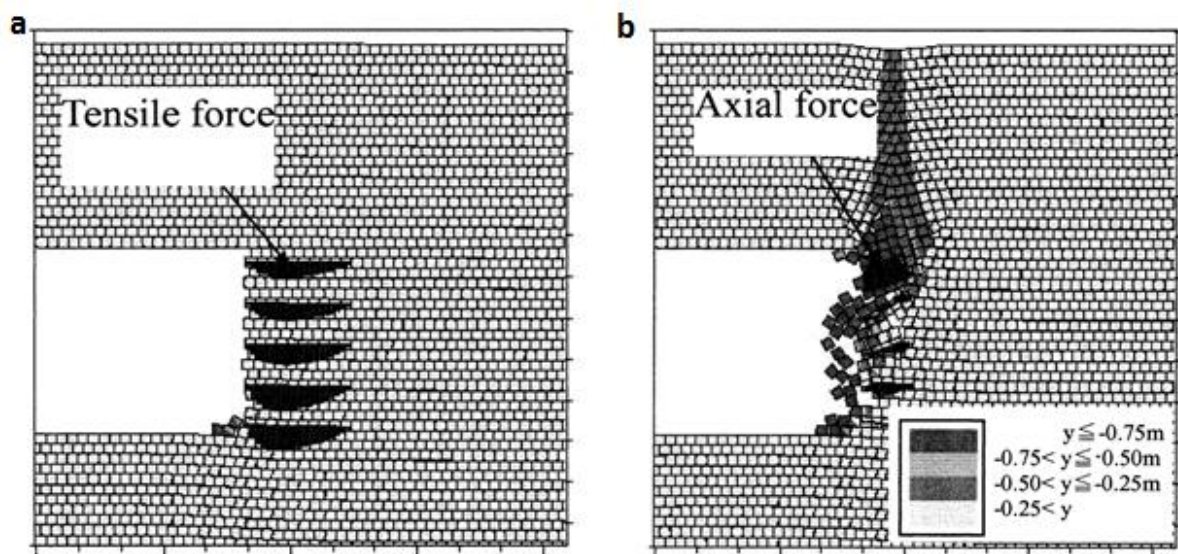 a
Tensile force
b
Axial force
y ≦ -0.75m
-0.75< y ≦ -0.50m
-0.50< y ≦ -0.25m
-0.25< y